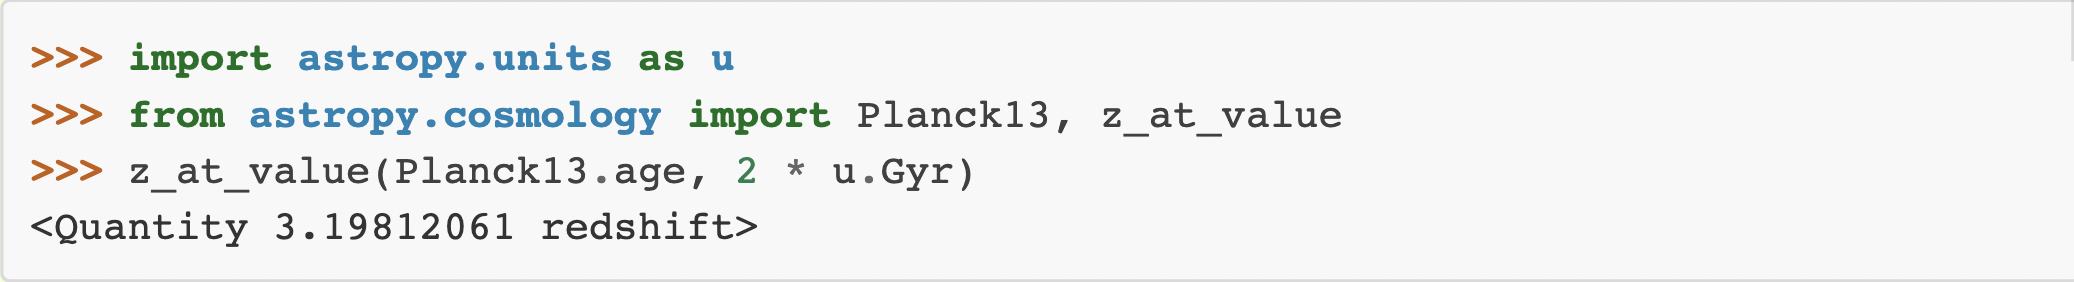 >>> import astropy.units as u
>>> from astropy.cosmology import Planck13, z_at_value
>>> z_at_value(Planck13.age, 2 * u.Gyr)
<Quantity 3.19812061 redshift>